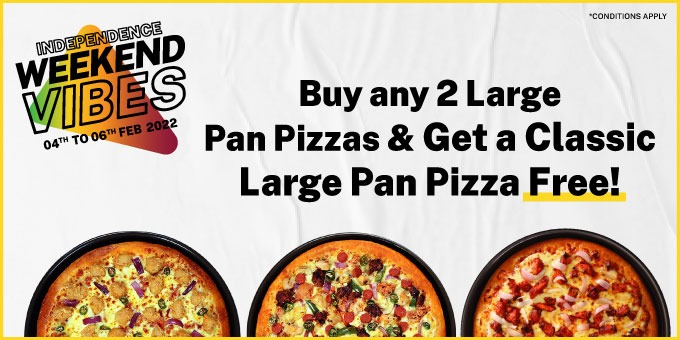 *CONDITIONS APPLY
INDEPENDENCE
WEEKEND
VIBES
04TH TO 06TH FEB 2022
Buy any 2 Large
Pan Pizzas & Get a Classic
Large Pan Pizza Free!